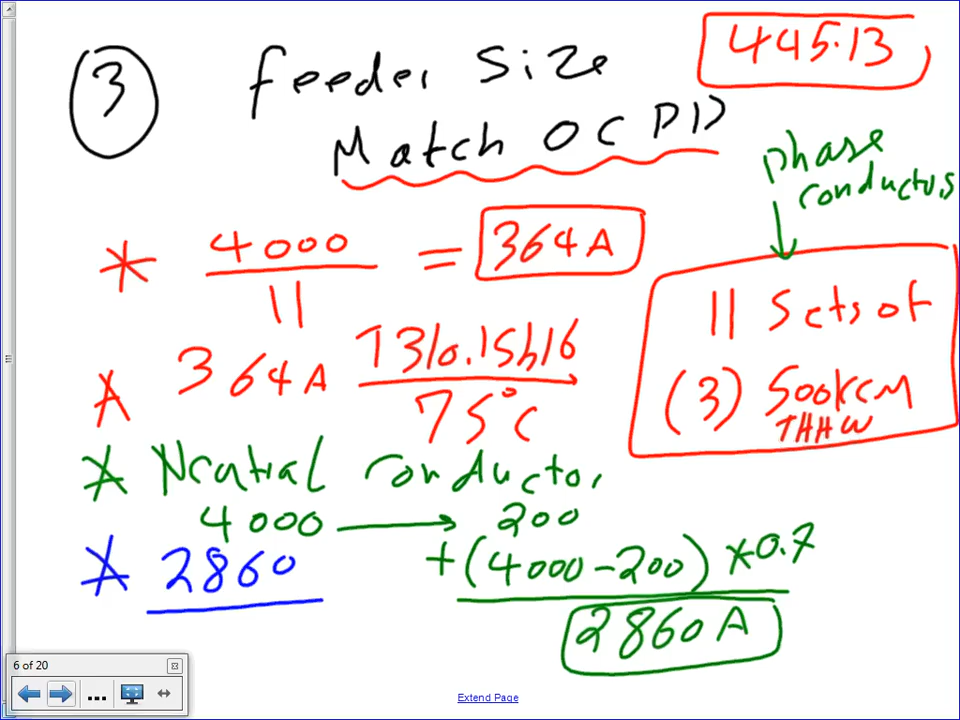 3
Feeder Size
Match OCPD
445.13
phase
conductors
* 4000 / 11 = 364A
* 364A T310.15b16
75°C
11 Sets of
(3) 500KCM
THHW
* Neutral conductor
4000 → 200
+(4000-200) * 0.7
2860A
* 2860
6 of 20
...
Extend Page